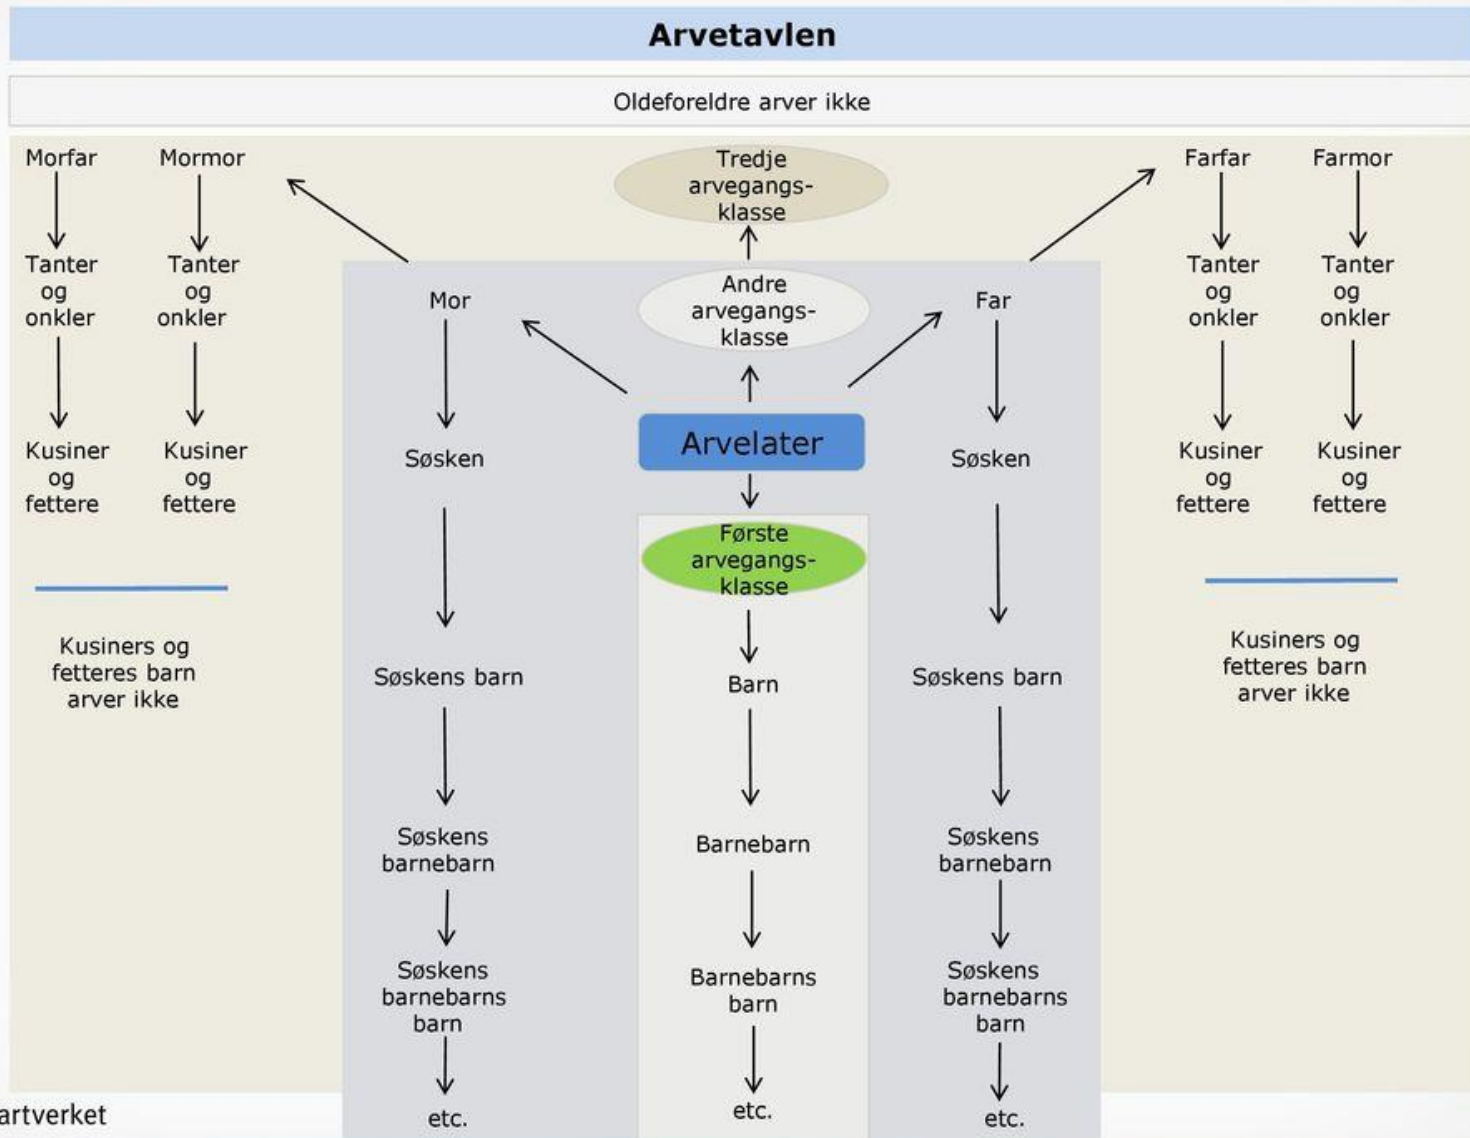 Arvetavlen
Oldeforeldre arver ikke
Morfar
Mormor
Tanter
og
onkler
Tanter
og
onkler
Kusiner
og
fettere
Kusiner
og
fettere
Kusiners og
fetteres barn
arver ikke
Mor
Søsken
Søskens barn
Søskens
barnebarn
Søskens
barnebarns
barn
etc.
Tredje
arvegangs-
klasse
Andre
arvegangs-
klasse
Arvelater
Første
arvegangs-
klasse
Barn
Barnebarn
Barnebarns
barn
etc.
Far
Søsken
Søskens barn
Søskens
barnebarn
Søskens
barnebarns
barn
etc.
Farfar
Farmor
Tanter
og
onkler
Tanter
og
onkler
Kusiner
og
fettere
Kusiner
og
fettere
Kusiners og
fetteres barn
arver ikke
artverket